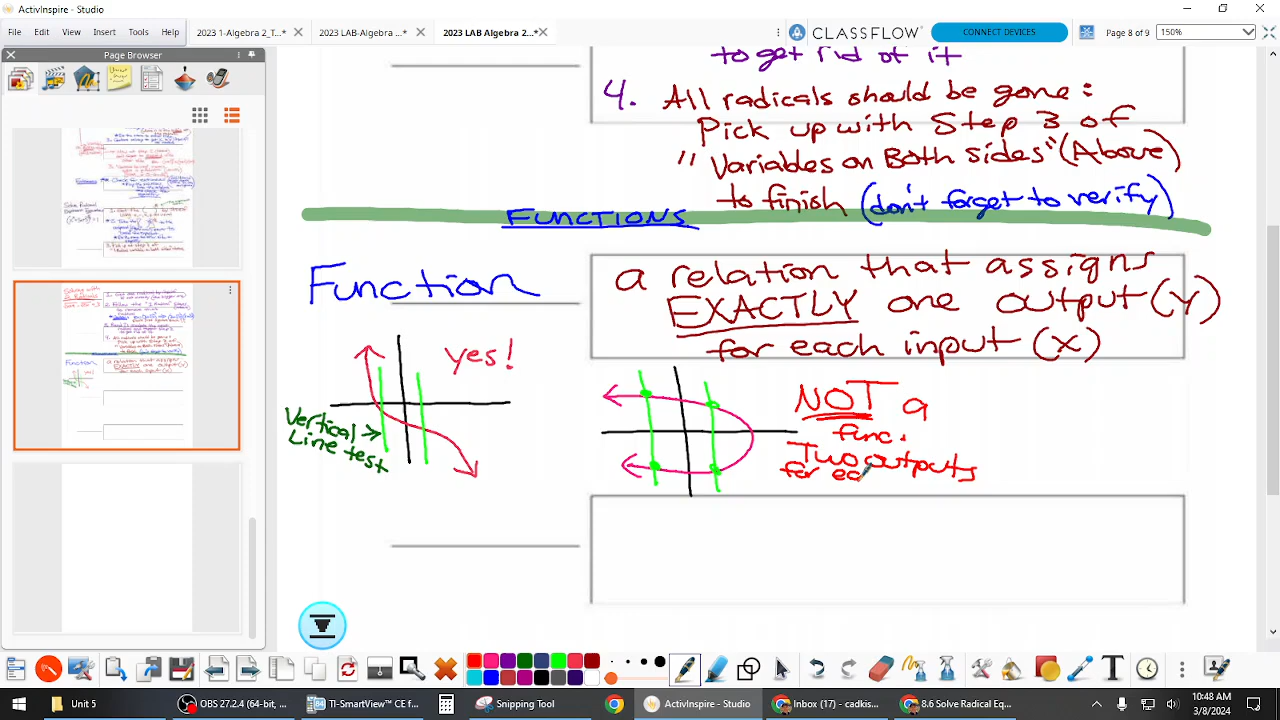 ActivInspire - Studio
File Edit View Insert Tools Help
2023 1-Algebra 2_T...*
2023 LAB-Algebra ...*
2023 LAB Algebra 2...*
CLASSFLOW
CONNECT DEVICES
Page 8 of 9
150%
Page Browser
to get rid of it
4. All radicals should be gone:
Pick up with Step 3 of
"Variables on Both sides" (Above)
to finish (don't forget to verify)
FUNCTIONS
Function
a relation that assigns
EXACTLY one output (y)
for each input (x)
yes!
Vertical
Line test
NOT a
func.
Two outputs
for ea
Unit 5
OBS 27.2.4 (64-bit, ...
TI-SmartView™ CE f...
Snipping Tool
ActivInspire - Studio
Inbox (17) - cadkis...
8.6 Solve Radical Eq...
10:48 AM
3/8/2024